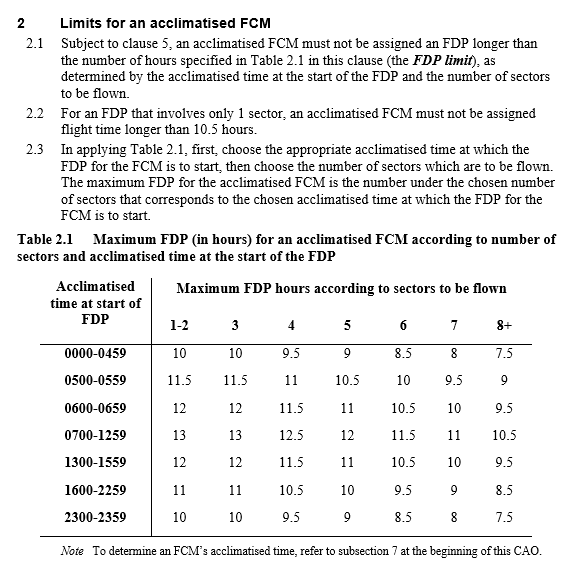 2 Limits for an acclimatised FCM
2.1 Subject to clause 5, an acclimatised FCM must not be assigned an FDP longer than
the number of hours specified in Table 2.1 in this clause (the FDP limit), as
determined by the acclimatised time at the start of the FDP and the number of sectors
to be flown.
2.2 For an FDP that involves only 1 sector, an acclimatised FCM must not be assigned
flight time longer than 10.5 hours.
2.3 In applying Table 2.1, first, choose the appropriate acclimatised time at which the
FDP for the FCM is to start, then choose the number of sectors which are to be flown.
The maximum FDP for the acclimatised FCM is the number under the chosen number
of sectors that corresponds to the chosen acclimatised time at which the FDP for the
FCM is to start.
Table 2.1 Maximum FDP (in hours) for an acclimatised FCM according to number of
sectors and acclimatised time at the start of the FDP
Acclimatised
time at start of
FDP
Maximum FDP hours according to sectors to be flown
1-2 3 4 5 6 7 8+
0000-0459 10 10 9.5 9 8.5 8 7.5
0500-0559 11.5 11.5 11 10.5 10 9.5 9
0600-0659 12 12 11.5 11 10.5 10 9.5
0700-1259 13 13 12.5 12 11.5 11 10.5
1300-1559 12 12 11.5 11 10.5 10 9.5
1600-2259 11 11 10.5 10 9.5 9 8.5
2300-2359 10 10 9.5 9 8.5 8 7.5
Note To determine an FCM's acclimatised time, refer to subsection 7 at the beginning of this CAO.